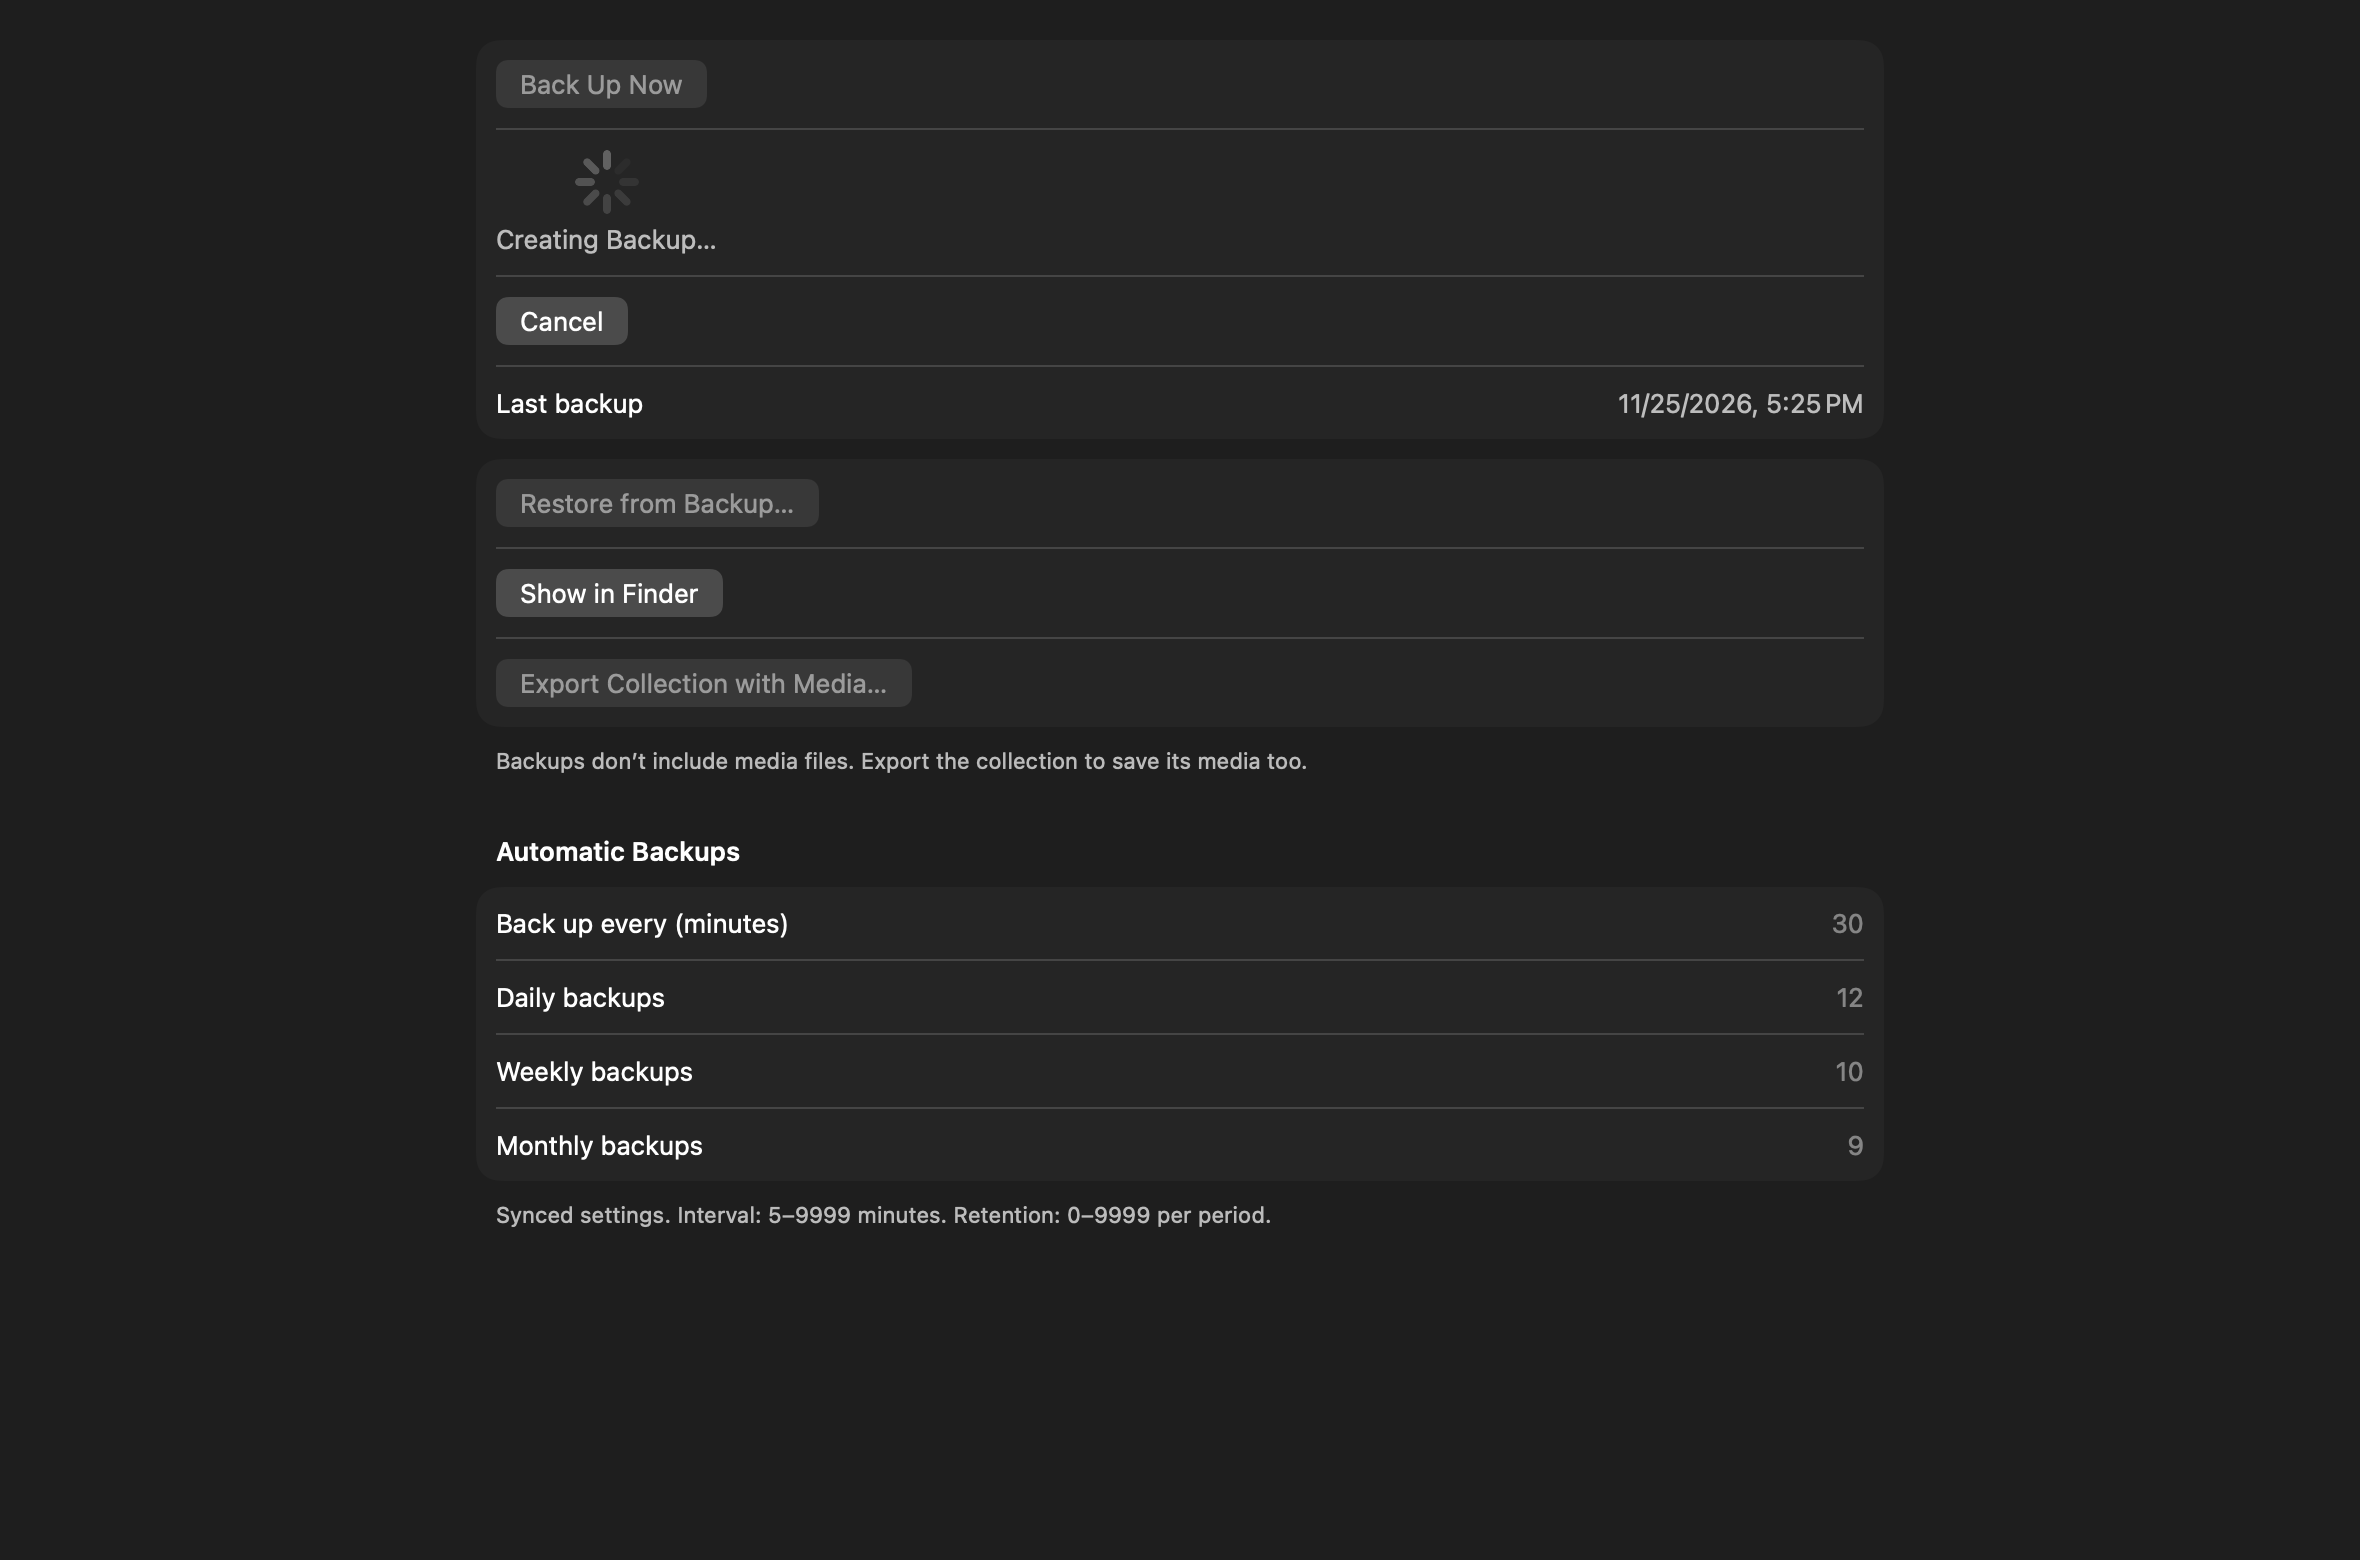 Back Up Now
Creating Backup...
Cancel
Last backup 11/25/2026, 5:25 PM
Restore from Backup...
Show in Finder
Export Collection with Media...
Backups don’t include media files. Export the collection to save its media too.
Automatic Backups
Back up every (minutes) 30
Daily backups 12
Weekly backups 10
Monthly backups 9
Synced settings. Interval: 5–9999 minutes. Retention: 0–9999 per period.